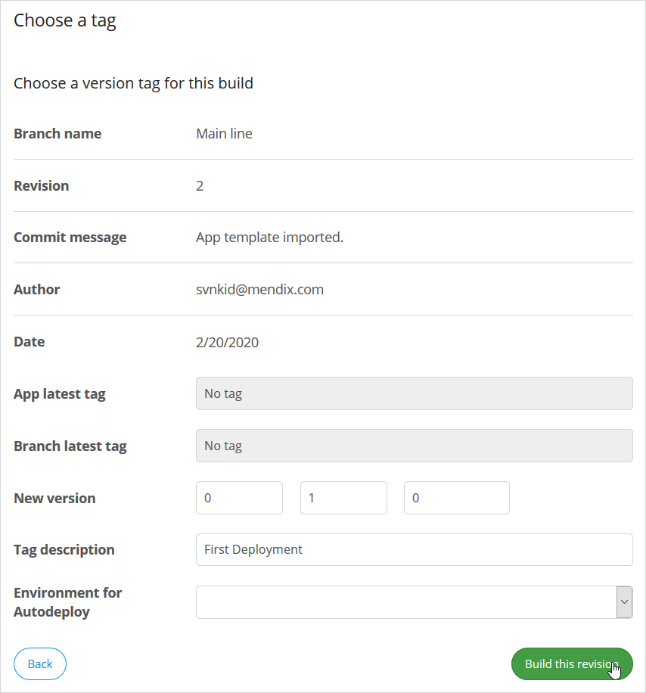 Choose a tag
Choose a version tag for this build
Branch name Main line
Revision 2
Commit message App template imported.
Author svnkid@mendix.com
Date 2/20/2020
App latest tag No tag
Branch latest tag No tag
New version 0 1 0
Tag description First Deployment
Environment for
Autodeploy
Back Build this revision